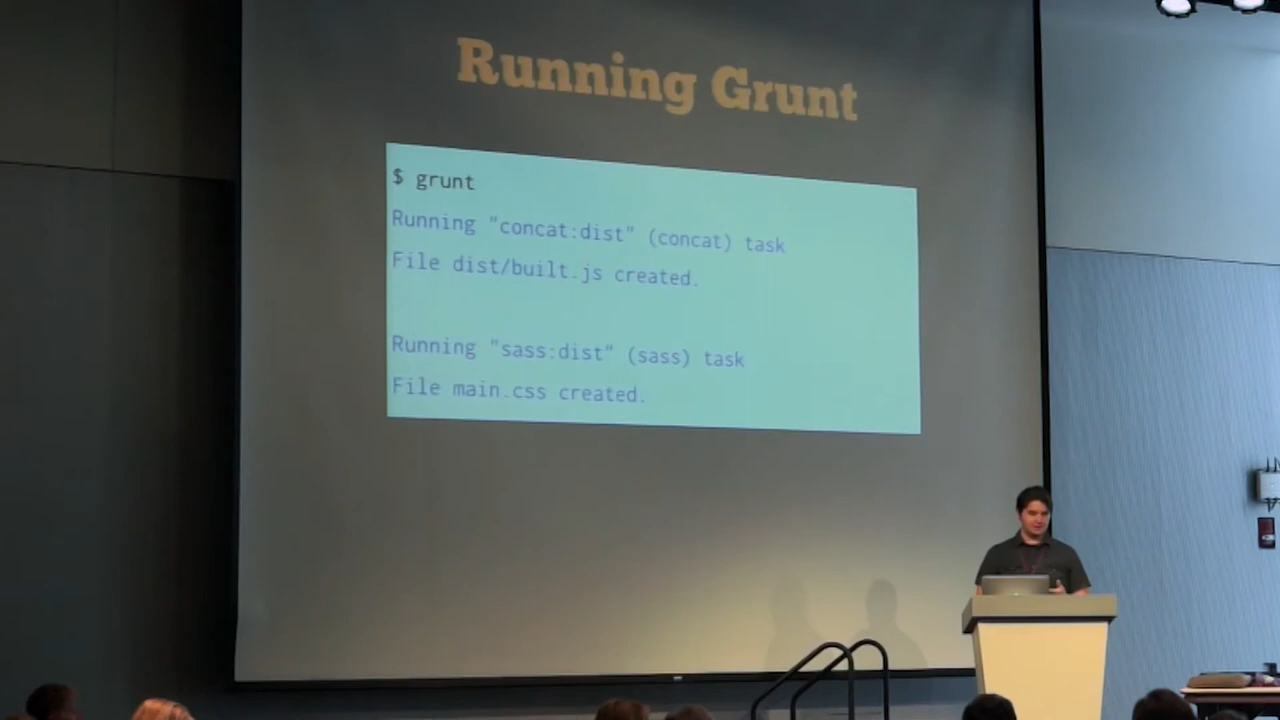 Running Grunt
$ grunt
Running "concat:dist" (concat) task
File dist/built.js created.
Running "sass:dist" (sass) task
File main.css created.